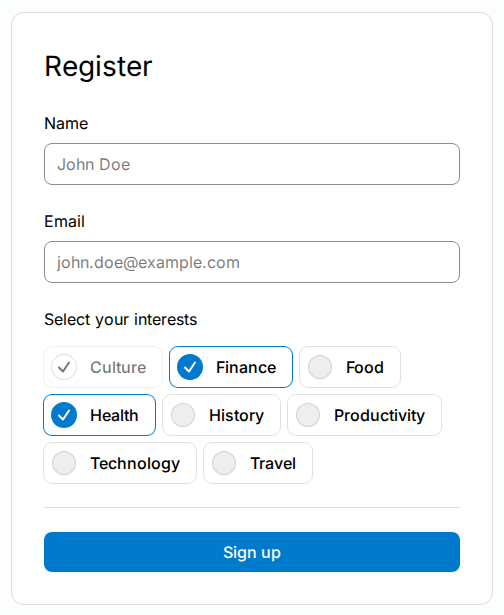 Register
Name
John Doe
Email
john.doe@example.com
Select your interests
Culture Finance Food
Health History Productivity
Technology Travel
Sign up